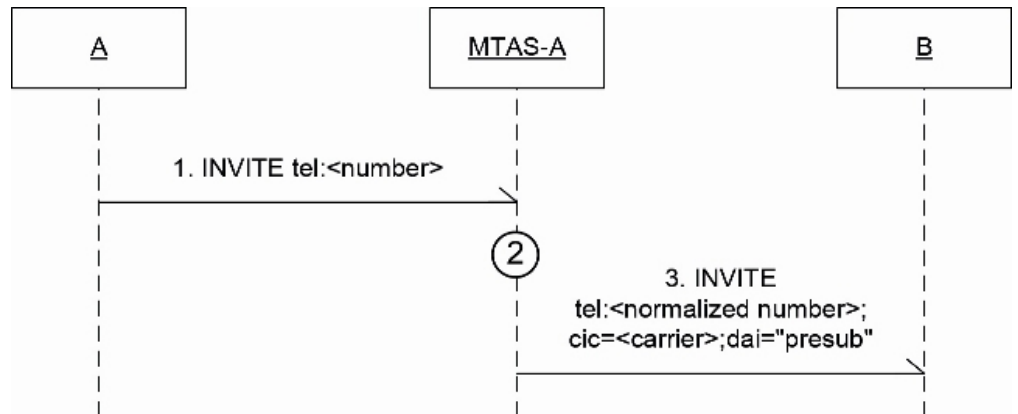 A
MTAS-A
B
1. INVITE tel:<number>
2
3. INVITE
tel:<normalized number>;
cic=<carrier>;dai="presub"